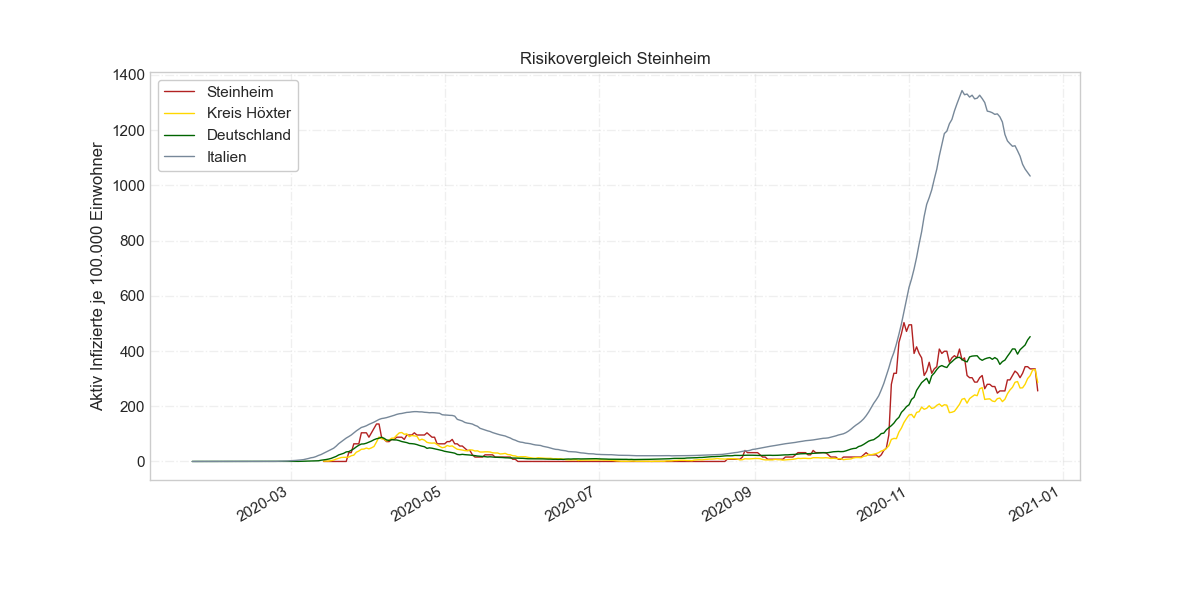 Risikovergleich Steinheim
Steinheim
Kreis Höxter
Deutschland
Italien
Aktiv Infizierte je 100.000 Einwohner
1400
1200
1000
800
600
400
200
0
2020-03
2020-05
2020-07
2020-09
2020-11
2021-01